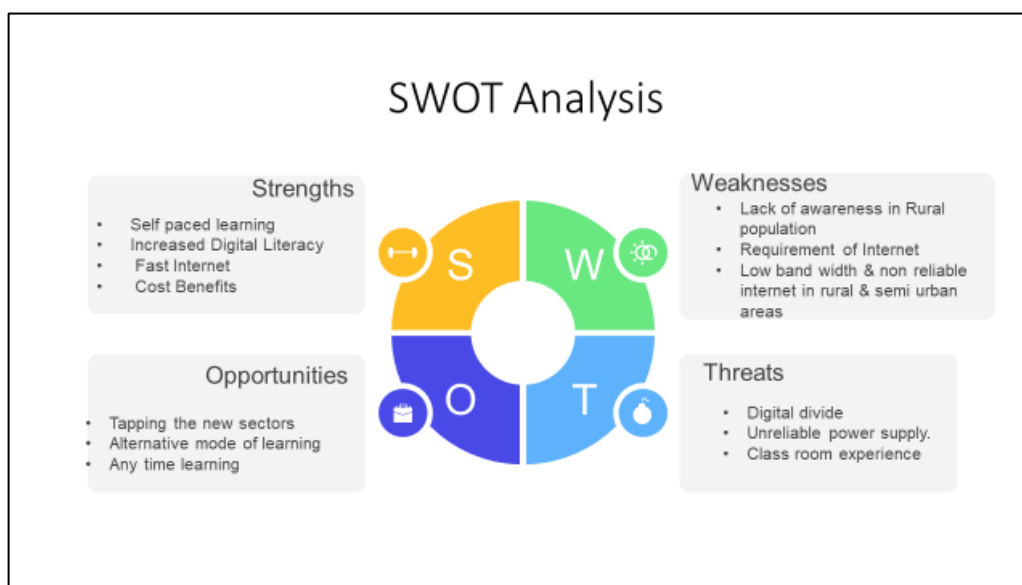 SWOT Analysis
Strengths
• Self paced learning
• Increased Digital Literacy
• Fast Internet
• Cost Benefits
Weaknesses
• Lack of awareness in Rural
population
• Requirement of Internet
• Low band width & non reliable
internet in rural & semi urban
areas
S
W
O
T
Opportunities
• Tapping the new sectors
• Alternative mode of learning
• Any time learning
Threats
• Digital divide
• Unreliable power supply.
• Class room experience